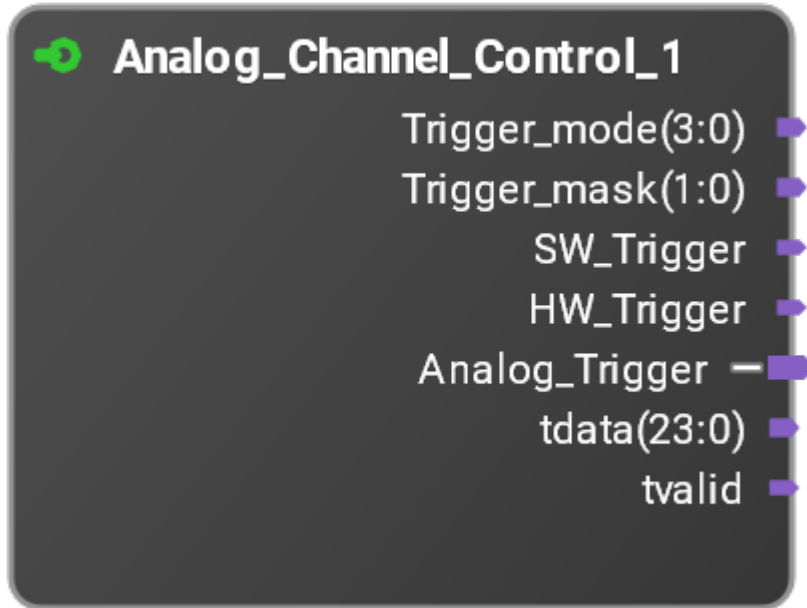 Analog_Channel_Control_1
Trigger_mode(3:0)
Trigger_mask(1:0)
SW_Trigger
HW_Trigger
Analog_Trigger
tdata(23:0)
tvalid